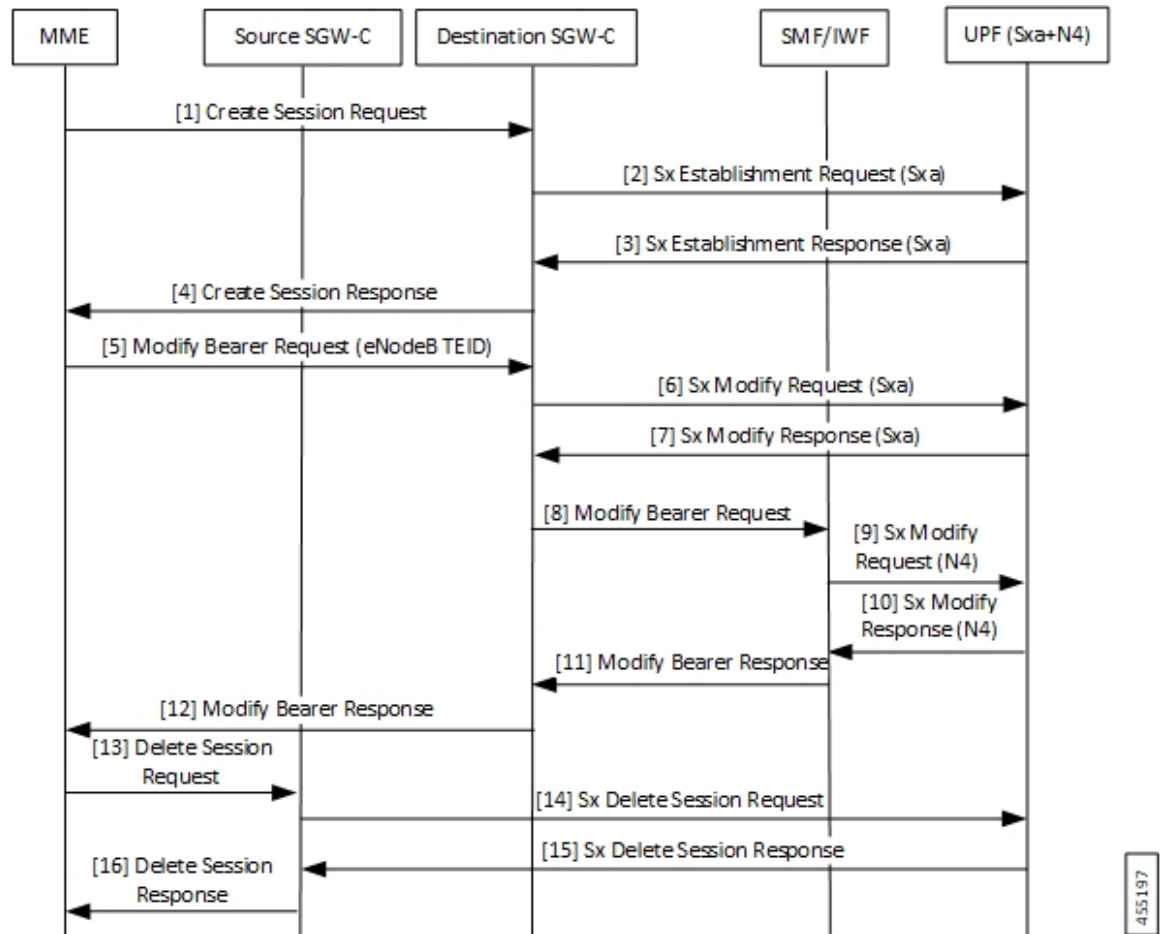 MME
Source SGW-C
Destination SGW-C
SMF/IWF
UPF (Sxa+N4)
[1] Create Session Request
[2] Sx Establishment Request (Sxa)
[3] Sx Establishment Response (Sxa)
[4] Create Session Response
[5] Modify Bearer Request (eNodeB TEID)
[6] Sx Modify Request (Sxa)
[7] Sx Modify Response (Sxa)
[8] Modify Bearer Request
[9] Sx Modify
Request (N4)
[10] Sx Modify
Response (N4)
[11] Modify Bearer Response
[12] Modify Bearer Response
[13] Delete Session
Request
[14] Sx Delete Session Request
[15] Sx Delete Session Response
[16] Delete Session
Response
455197